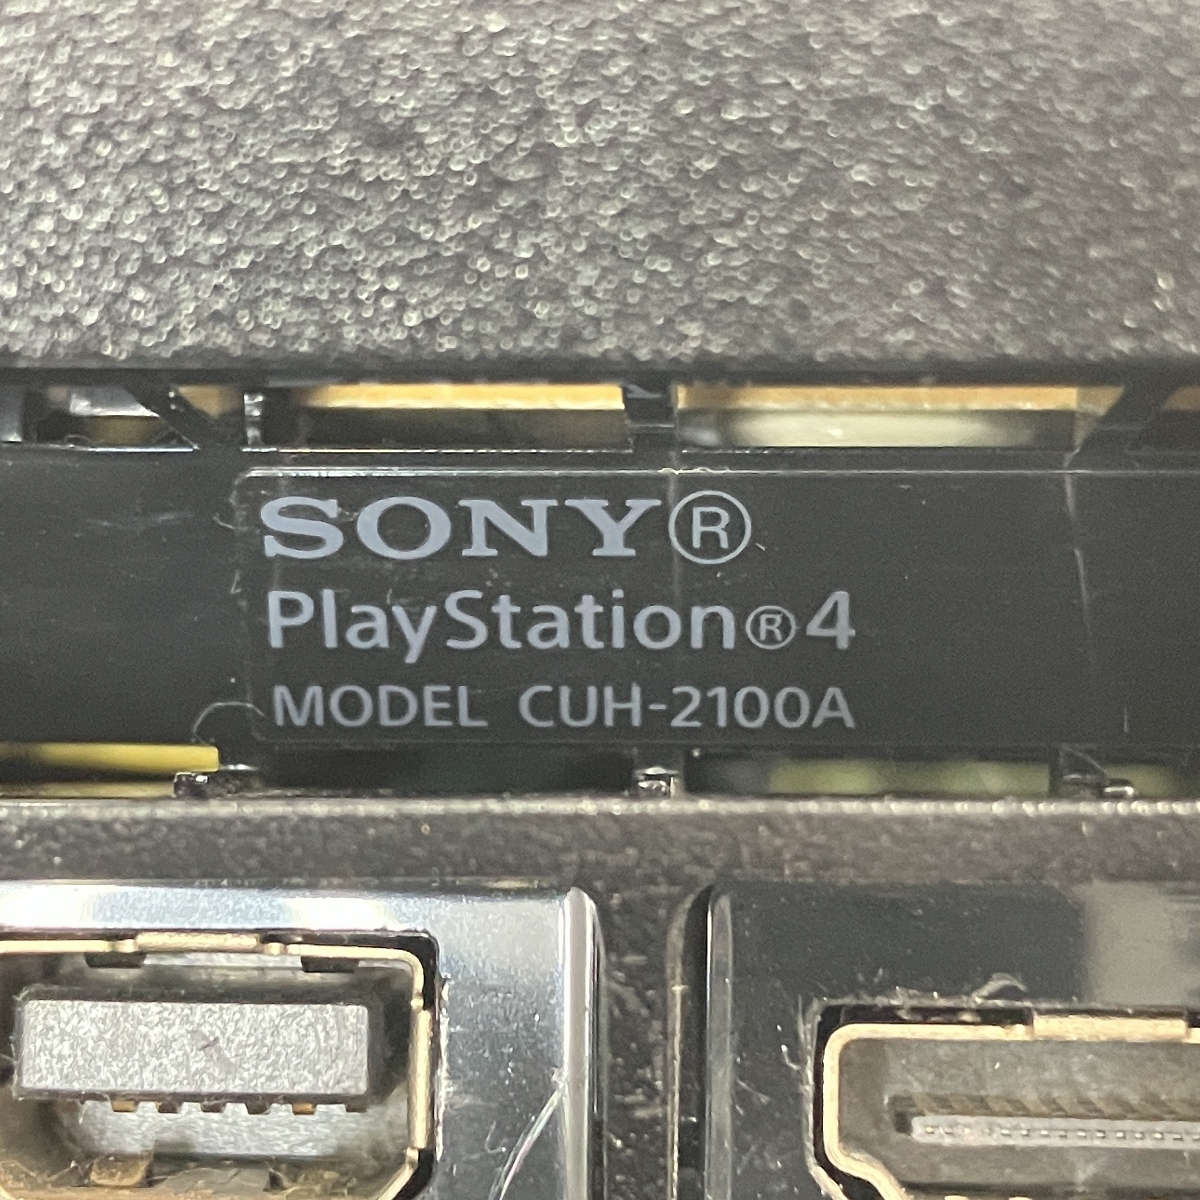 SONY®
PlayStation®4
MODEL CUH-2100A